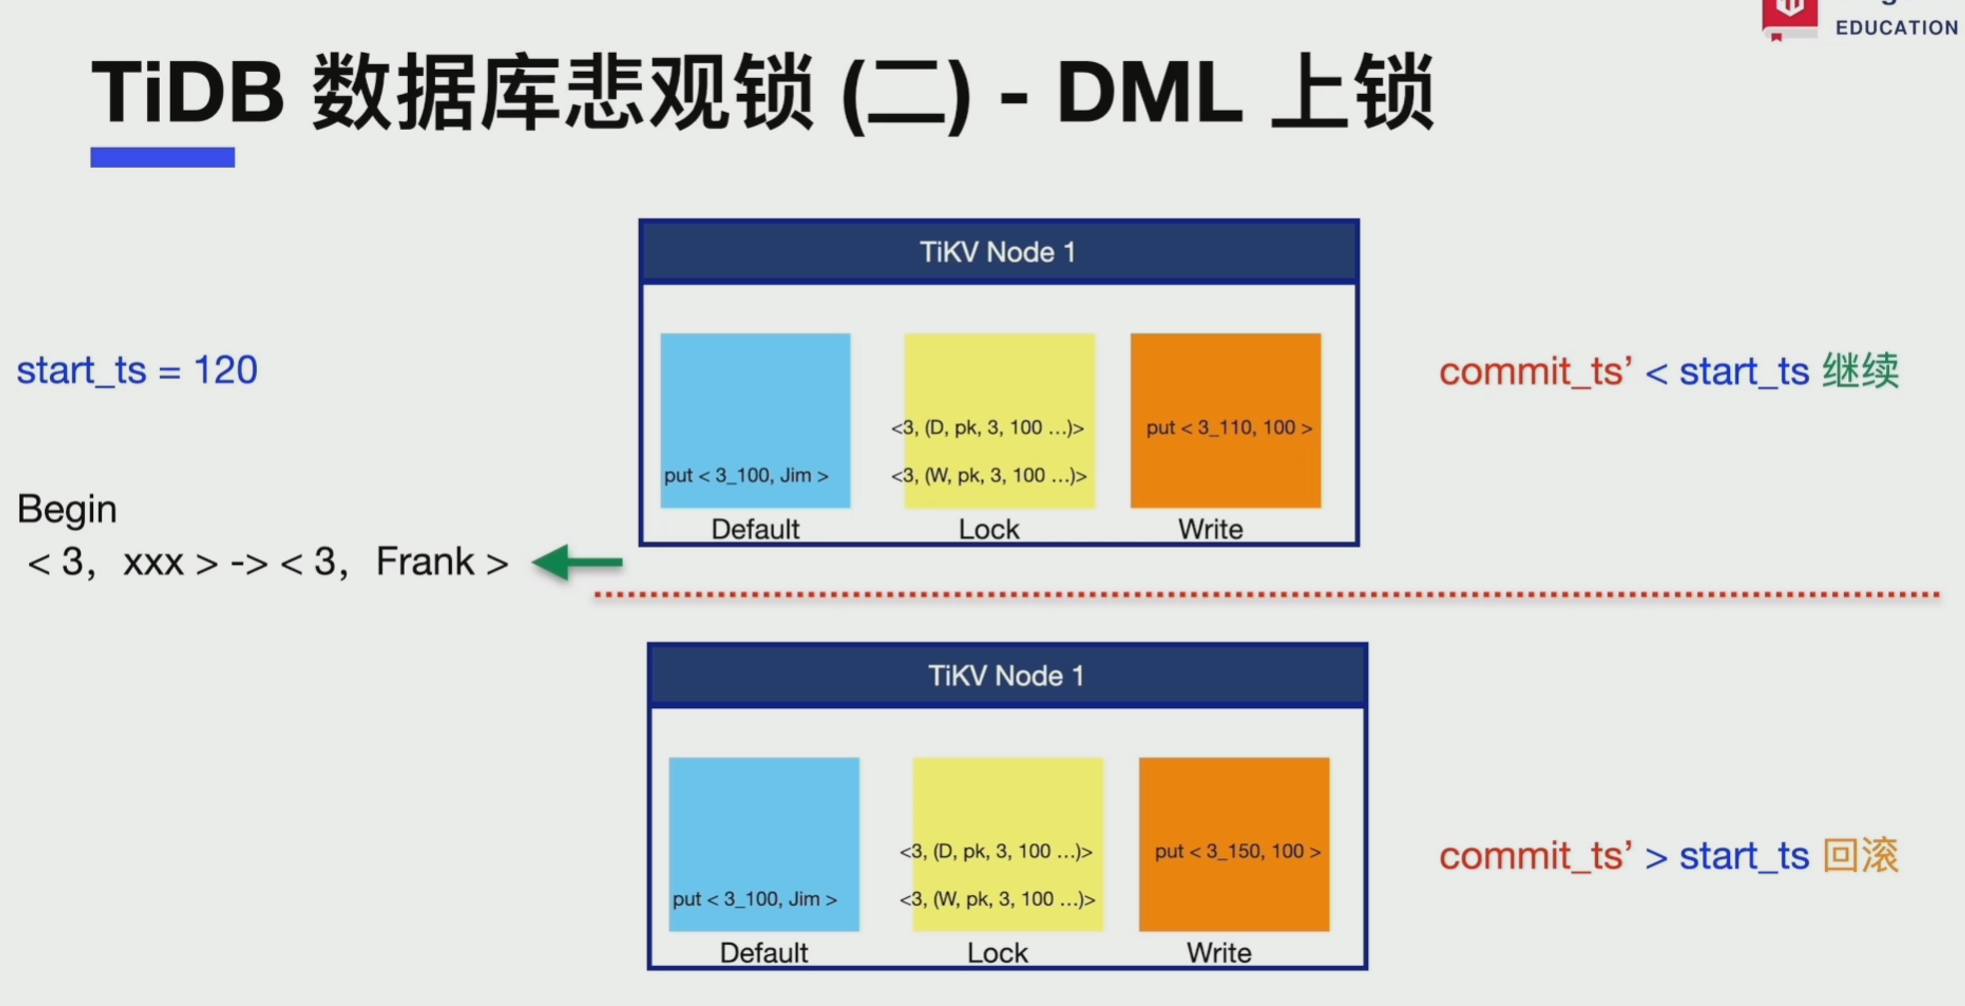 EDUCATION
TiDB 数据库悲观锁 (二) - DML 上锁
TiKV Node 1
start_ts = 120
commit_ts’ < start_ts 继续
<3, (D, pk, 3, 100 ...)>
put < 3_110, 100 >
put < 3_100, Jim >
<3, (W, pk, 3, 100 ...)>
Default
Lock
Write
Begin
< 3, xxx > -> < 3, Frank >
TiKV Node 1
<3, (D, pk, 3, 100 ...)>
put < 3_150, 100 >
commit_ts’ > start_ts 回滚
put < 3_100, Jim >
<3, (W, pk, 3, 100 ...)>
Default
Lock
Write